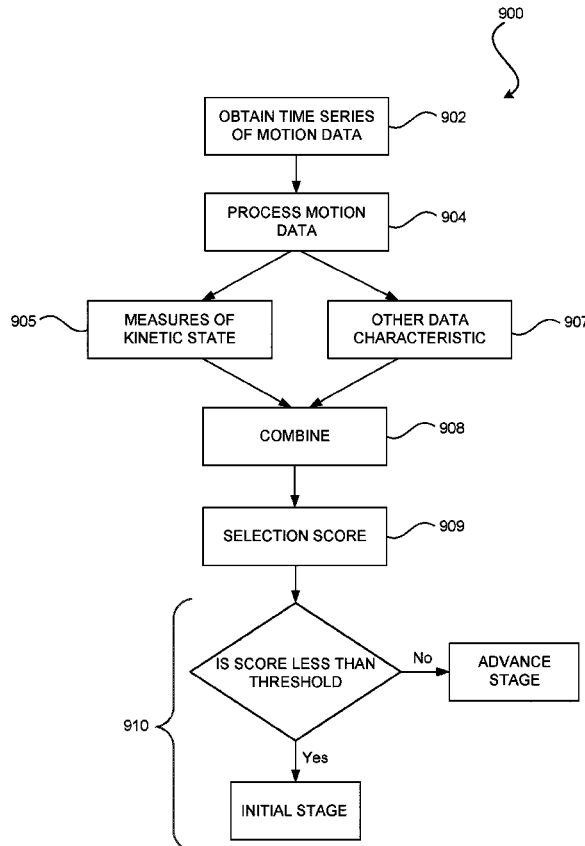 900
OBTAIN TIME SERIES
OF MOTION DATA
902
PROCESS MOTION
DATA
904
905
MEASURES OF
KINETIC STATE
OTHER DATA
CHARACTERISTIC
907
COMBINE
908
SELECTION SCORE
909
IS SCORE LESS THAN
THRESHOLD
No
ADVANCE
STAGE
910
Yes
INITIAL STAGE